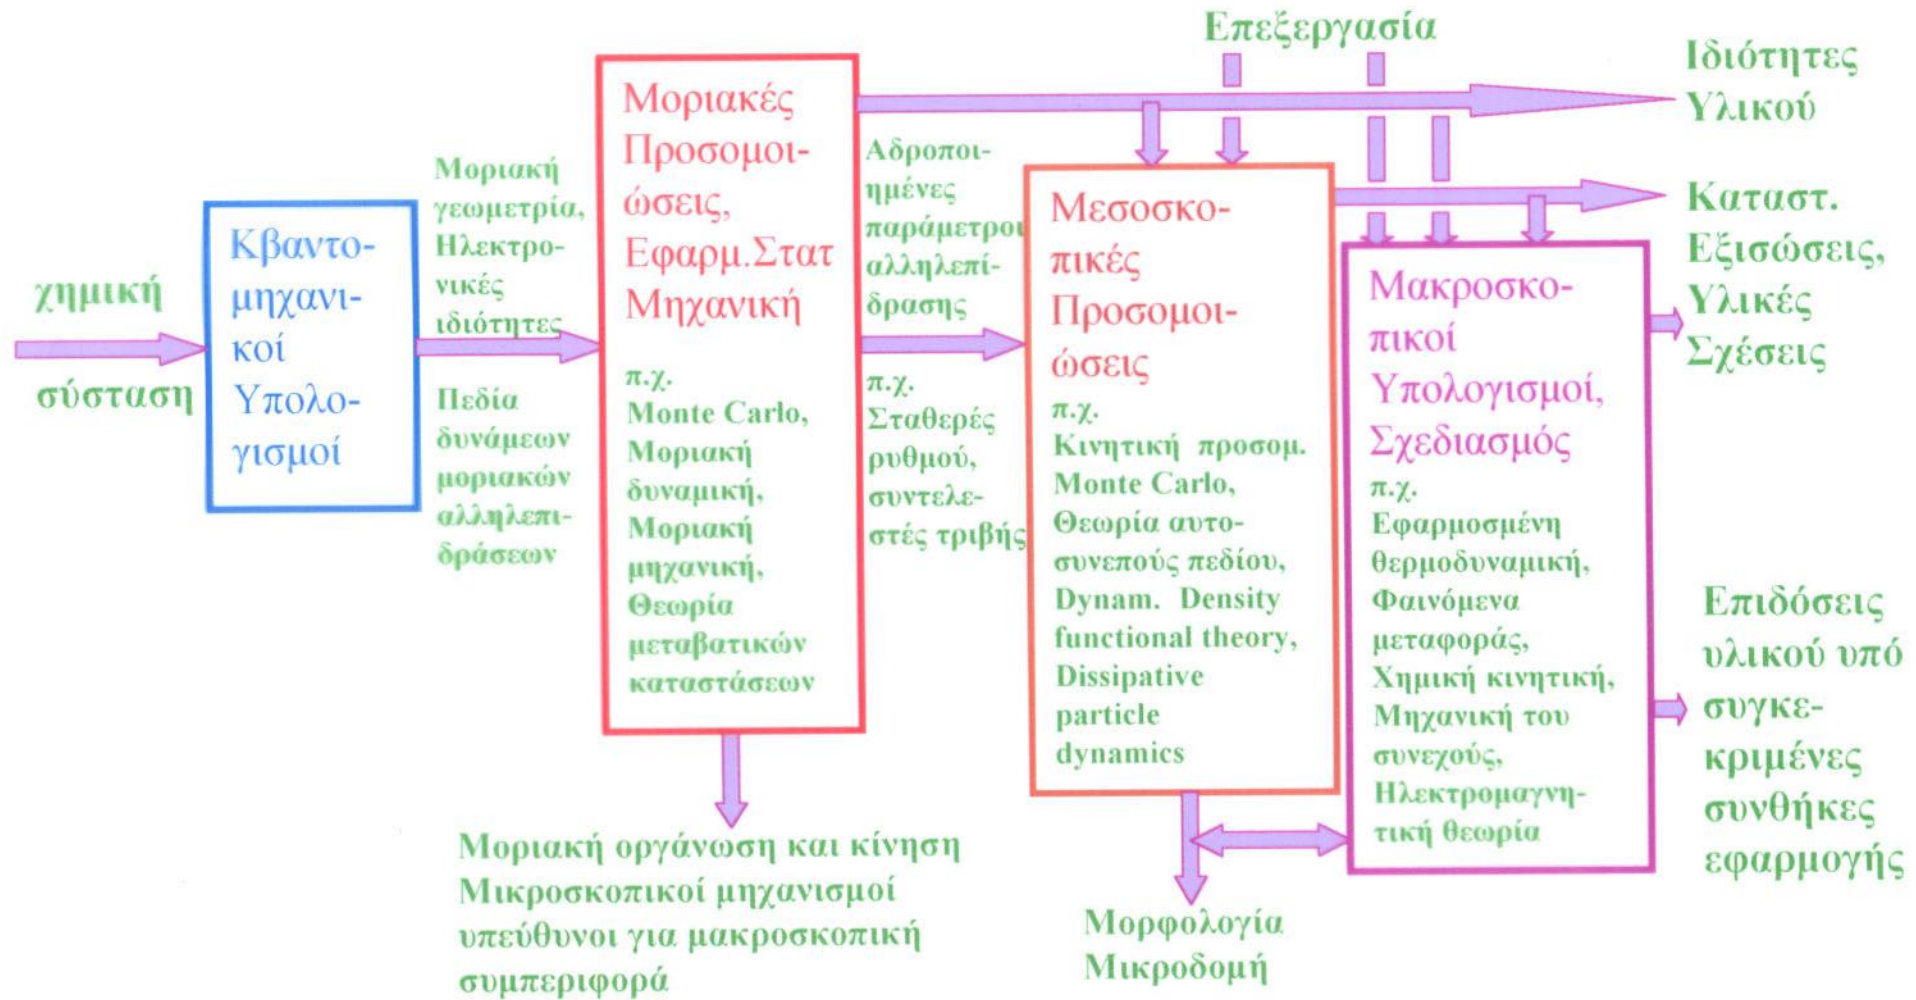 χημική
σύσταση
Κβαντο-
μηχανι-
κοί
Υπολο-
γισμοί
Μοριακή
γεωμετρία,
Ηλεκτρο-
νικές
ιδιότητες
Πεδία
δυνάμεων
μοριακών
αλληλεπι-
δράσεων
Μοριακές
Προσομοι-
ώσεις,
Εφαρμ.Στατ
Μηχανική
π.χ.
Monte Carlo,
Μοριακή
δυναμική,
Μοριακή
μηχανική,
Θεωρία
μεταβατικών
καταστάσεων
Μοριακή οργάνωση και κίνηση
Μικροσκοπικοί μηχανισμοί
υπεύθυνοι για μακροσκοπική
συμπεριφορά
Αδροποι-
ημένες
παράμετροι
αλληλεπί-
δρασης
π.χ.
Σταθερές
ρυθμού,
συντελε-
στές τριβής
Επεξεργασία
Μεσοσκο-
πικές
Προσομοι-
ώσεις
π.χ.
Κινητική προσομ.
Monte Carlo,
Θεωρία αυτο-
συνεπούς πεδίου,
Dynam. Density
functional theory,
Dissipative
particle
dynamics
Μορφολογία
Μικροδομή
Μακροσκο-
πικοί
Υπολογισμοί,
Σχεδιασμός
π.χ.
Εφαρμοσμένη
θερμοδυναμική,
Φαινόμενα
μεταφοράς,
Χημική κινητική,
Μηχανική του
συνεχούς,
Ηλεκτρομαγνη-
τική θεωρία
Ιδιότητες
Υλικού
Καταστ.
Εξισώσεις,
Υλικές
Σχέσεις
Επιδόσεις
υλικού υπό
συγκε-
κριμένες
συνθήκες
εφαρμογής